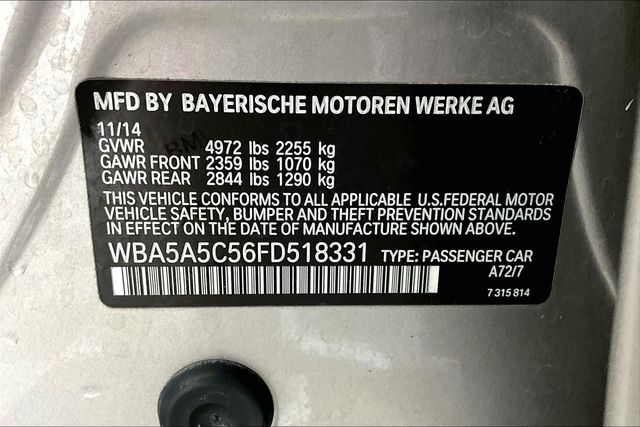 MFD BY BAYERISCHE MOTOREN WERKE AG
11/14
GVWR 4972 lbs 2255 kg
GAWR FRONT 2359 lbs 1070 kg
GAWR REAR 2844 lbs 1290 kg
THIS VEHICLE CONFORMS TO ALL APPLICABLE U.S.FEDERAL MOTOR
VEHICLE SAFETY, BUMPER AND THEFT PREVENTION STANDARDS
IN EFFECT ON THE DATE OF MANUFACTURE SHOWN ABOVE.
WBA5A5C56FD518331 TYPE: PASSENGER CAR
A72/7
7 315 814